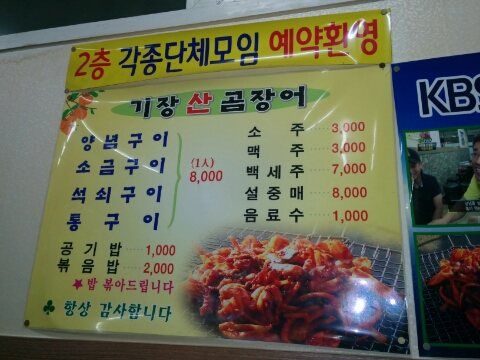 2층 각종단체모임 예약환영
기장 산 곰장어
양념구이
소금구이
석쇠구이
통구이
(1人)
8,000
공기밥 ····· 1,000
볶음밥 ····· 2,000
★밥 볶아드립니다
♣ 항상 감사합니다
소 주 ····· 3,000
맥 주 ····· 3,000
백세주 ····· 7,000
설중매 ····· 8,000
음료수 ····· 1,000
KBS